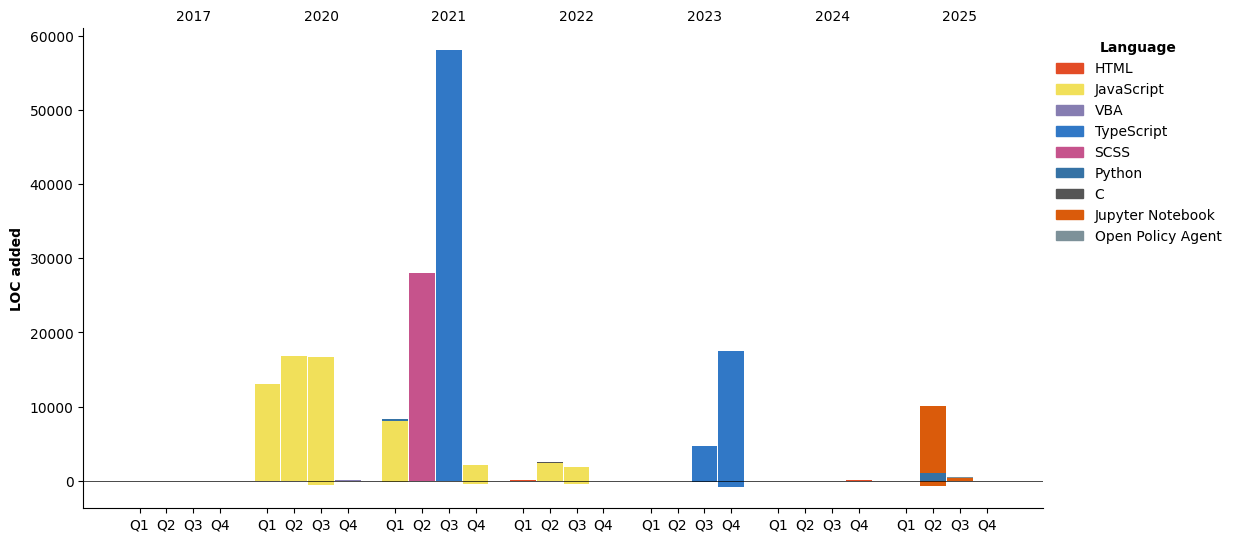 2017 2020 2021 2022 2023 2024 2025
60000
50000
40000
30000
20000
10000
0
LOC added
Q1 Q2 Q3 Q4 Q1 Q2 Q3 Q4 Q1 Q2 Q3 Q4 Q1 Q2 Q3 Q4 Q1 Q2 Q3 Q4 Q1 Q2 Q3 Q4 Q1 Q2 Q3 Q4
Language
HTML
JavaScript
VBA
TypeScript
SCSS
Python
C
Jupyter Notebook
Open Policy Agent